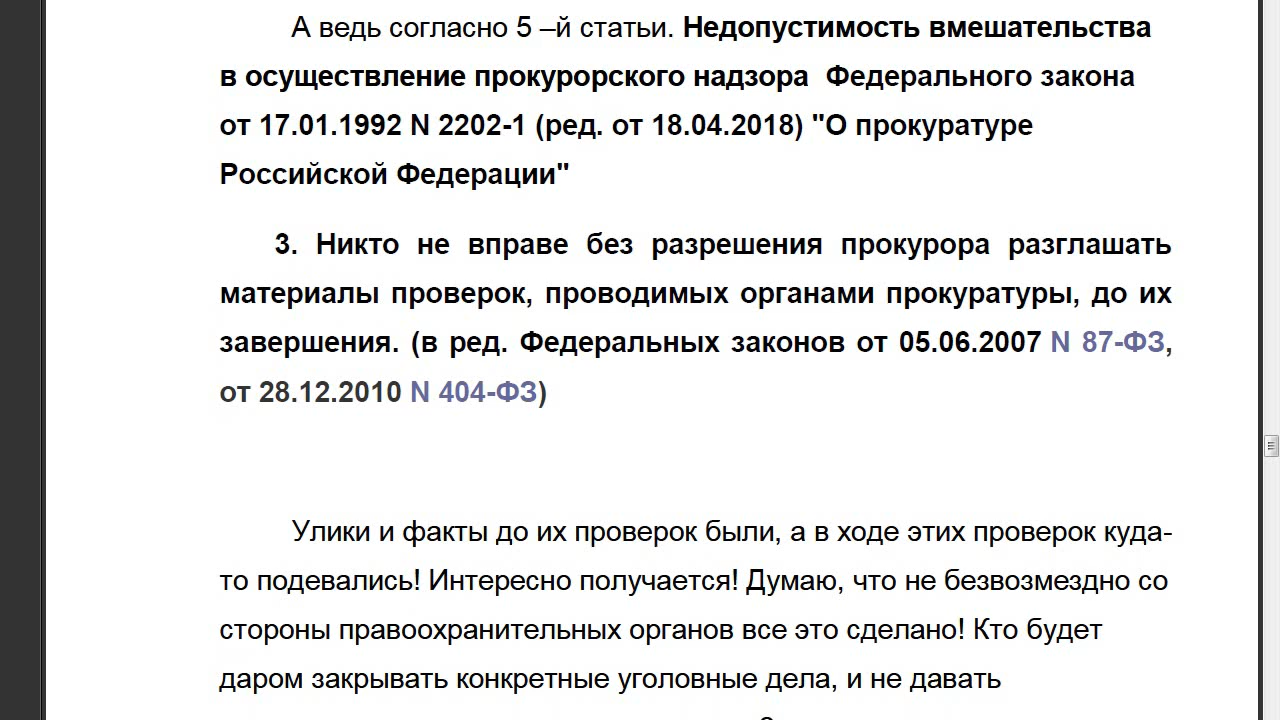 А ведь согласно 5 –й статьи. Недопустимость вмешательства
в осуществление прокурорского надзора Федерального закона
от 17.01.1992 N 2202-1 (ред. от 18.04.2018) "О прокуратуре
Российской Федерации"
3. Никто не вправе без разрешения прокурора разглашать
материалы проверок, проводимых органами прокуратуры, до их
завершения. (в ред. Федеральных законов от 05.06.2007 N 87-ФЗ,
от 28.12.2010 N 404-ФЗ)
Улики и факты до их проверок были, а в ходе этих проверок куда-
то подевались! Интересно получается! Думаю, что не безвозмездно со
стороны правоохранительных органов все это сделано! Кто будет
даром закрывать конкретные уголовные дела, и не давать